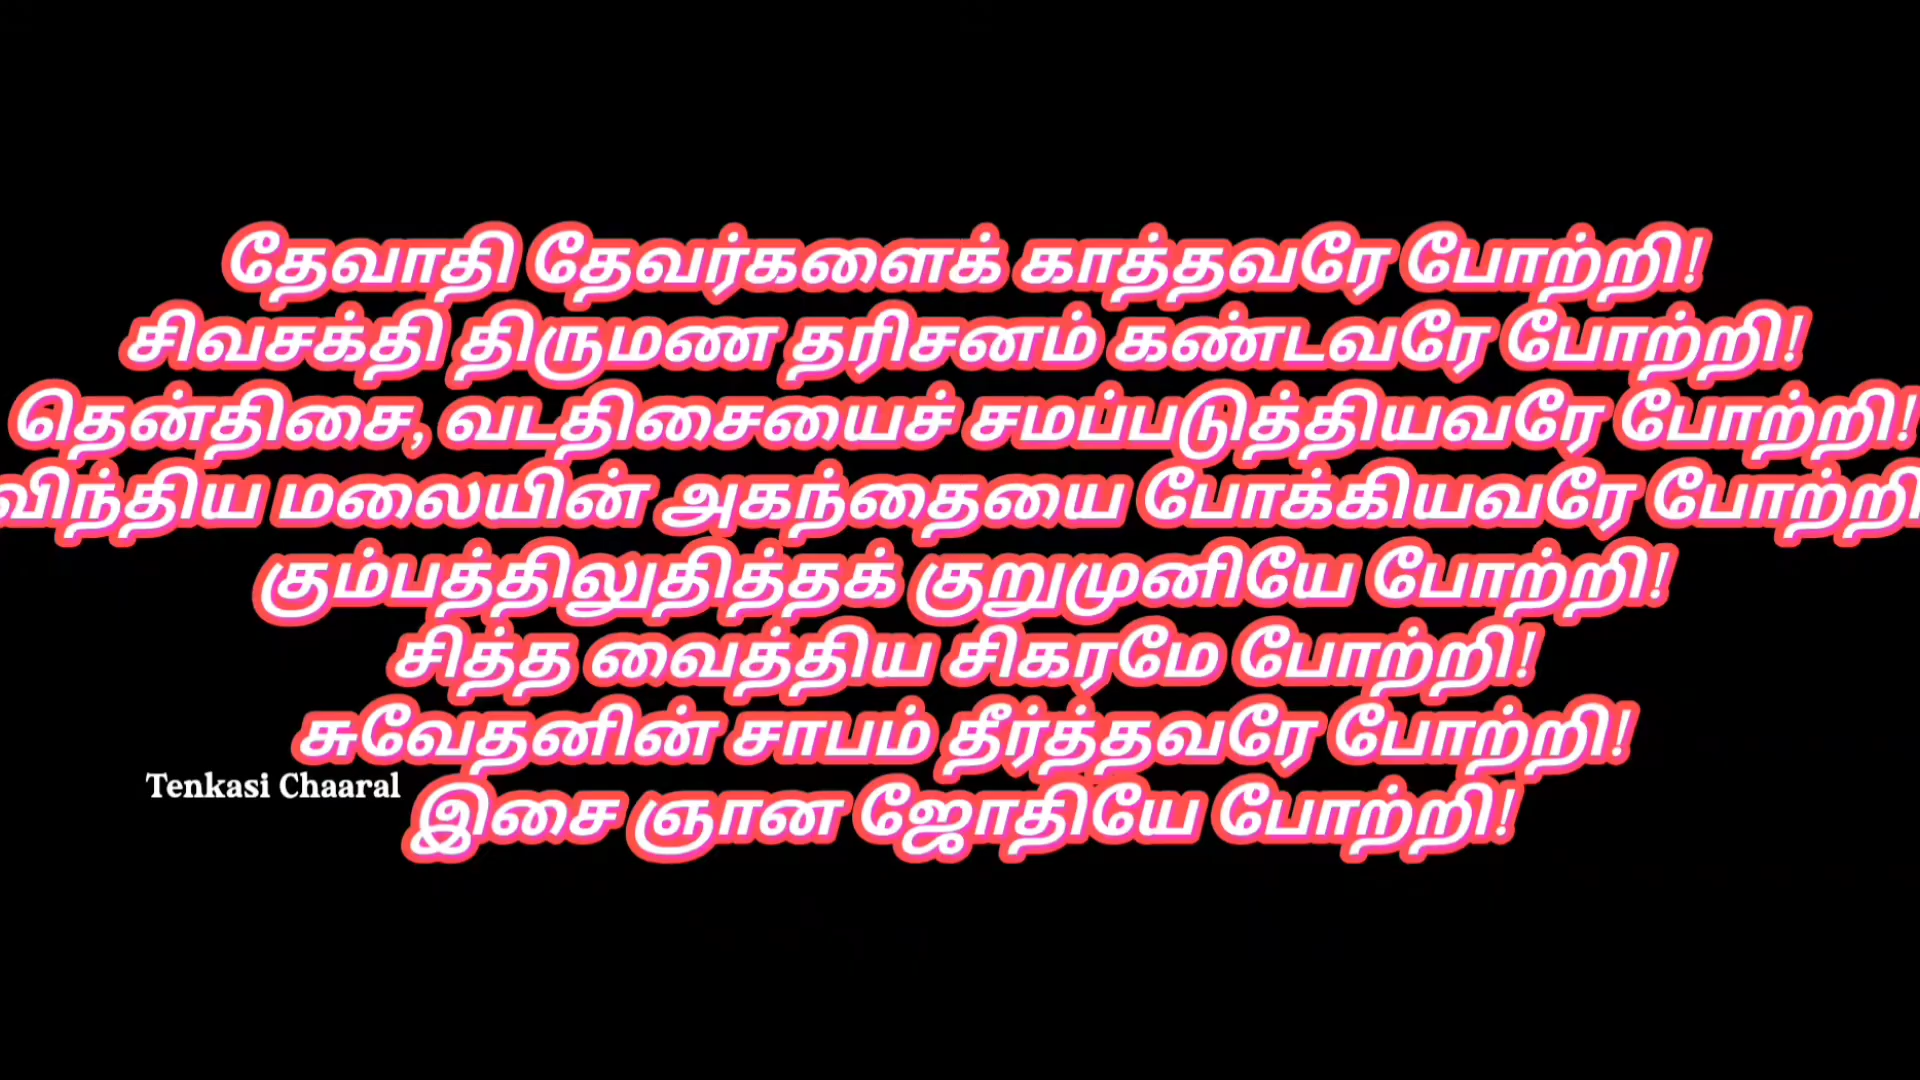 தேவாதி தேவர்களைக் காத்தவரே போற்றி!
சிவசக்தி திருமண தரிசனம் கண்டவரே போற்றி!
தென்திசை, வடதிசையைச் சமப்படுத்தியவரே போற்றி!
விந்திய மலையின் அகந்தையை போக்கியவரே போற்றி
கும்பத்திலுதித்தக் குறுமுனியே போற்றி!
சித்த வைத்திய சிகரமே போற்றி!
சுவேதனின் சாபம் தீர்த்தவரே போற்றி!
Tenkasi Chaaral
இசை ஞான ஜோதியே போற்றி!